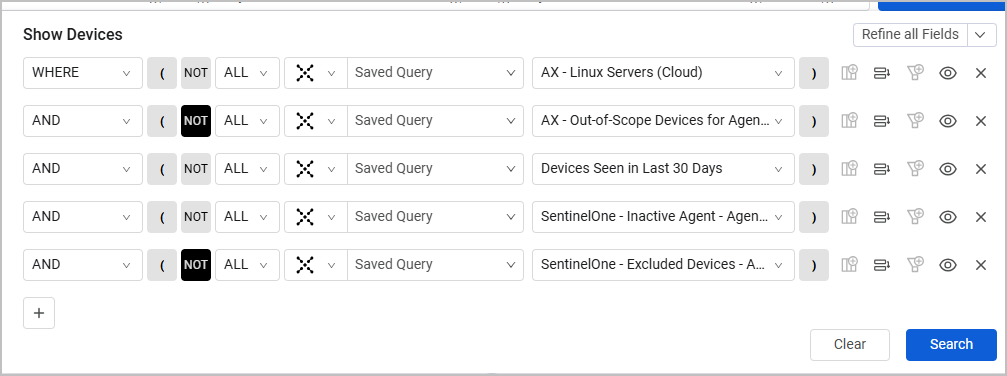 Show Devices
Refine all Fields
WHERE ( NOT ALL Saved Query AX - Linux Servers (Cloud) )
AND ( NOT ALL Saved Query AX - Out-of-Scope Devices for Agen... )
AND ( NOT ALL Saved Query Devices Seen in Last 30 Days )
AND ( NOT ALL Saved Query SentinelOne - Inactive Agent - Agen... )
AND ( NOT ALL Saved Query SentinelOne - Excluded Devices - A... )
+
Clear Search